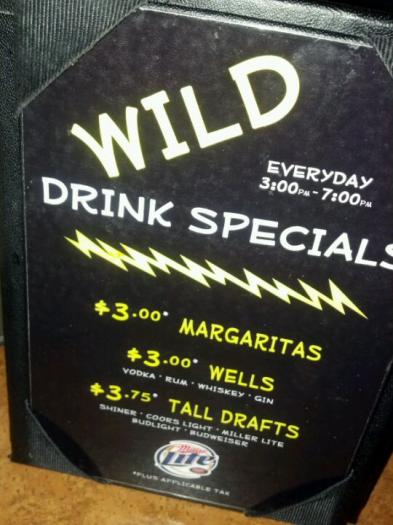 WILD
EVERYDAY
3:00PM - 7:00PM
DRINK SPECIALS
$3.00* MARGARITAS
$3.00* WELLS
VODKA · RUM · WHISKEY · GIN
$3.75* TALL DRAFTS
SHINER · COORS LIGHT · MILLER LITE
BUDLIGHT · BUDWEISER
Miller
Lite
*PLUS APPLICABLE TAX